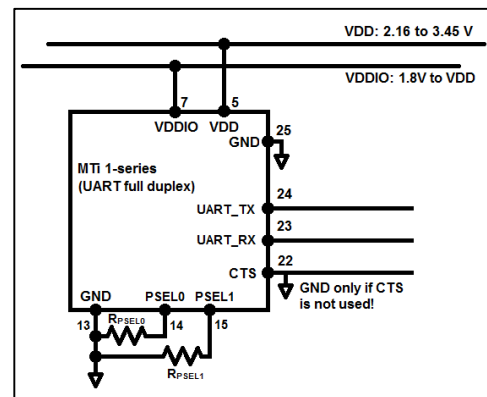 VDD: 2.16 to 3.45 V
VDDIO: 1.8V to VDD
7
5
VDDIO
VDD
25
GND
MTi 1-series
(UART full duplex)
24
UART_TX
23
UART_RX
22
CTS
GND only if CTS
is not used!
GND
PSEL0
PSEL1
13
RPSEL0
14
15
RPSEL1